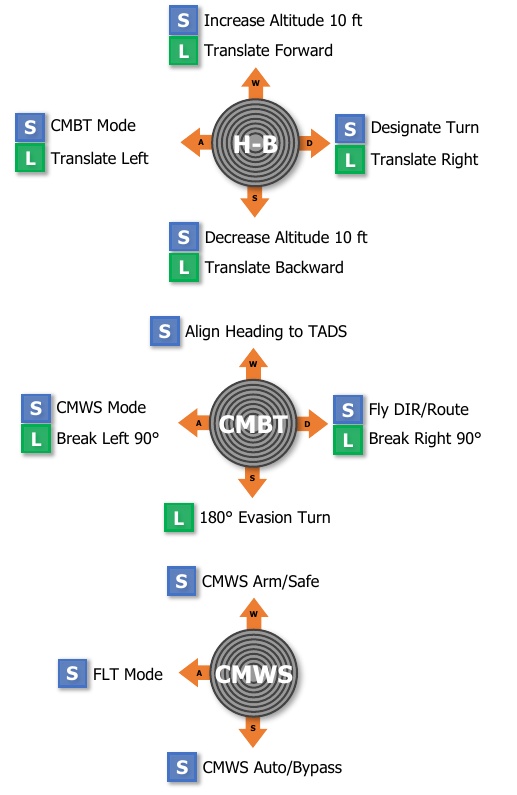 S Increase Altitude 10 ft
L Translate Forward
W
S CMBT Mode
L Translate Left
A
H-B
D
S Designate Turn
L Translate Right
S
S Decrease Altitude 10 ft
L Translate Backward
S Align Heading to TADS
W
S CMWS Mode
L Break Left 90°
A
CMBT
D
S Fly DIR/Route
L Break Right 90°
S
L 180° Evasion Turn
S CMWS Arm/Safe
W
S FLT Mode
A
CMWS
S
S CMWS Auto/Bypass